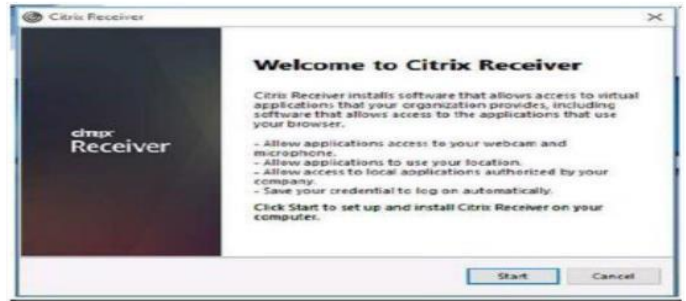 Citrix Receiver
Welcome to Citrix Receiver
Citrix Receiver installs software that allows access to virtual
applications that your organization provides, including
software that allows access to the applications that use
your browser.
- Allow applications access to your webcam and
microphone.
- Allow applications to use your location.
- Allow access to local applications authorized by your
company.
- Save your credential to log on automatically.
Click Start to set up and install Citrix Receiver on your
computer.
citrix
Receiver
Start
Cancel